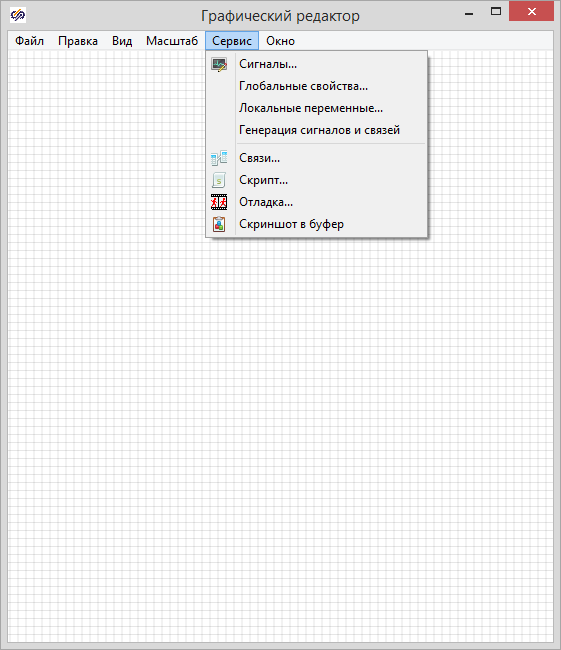 Графический редактор
Файл Правка Вид Масштаб Сервис Окно
Сигналы...
Глобальные свойства...
Локальные переменные...
Генерация сигналов и связей
Связи...
Скрипт...
Отладка...
Скриншот в буфер